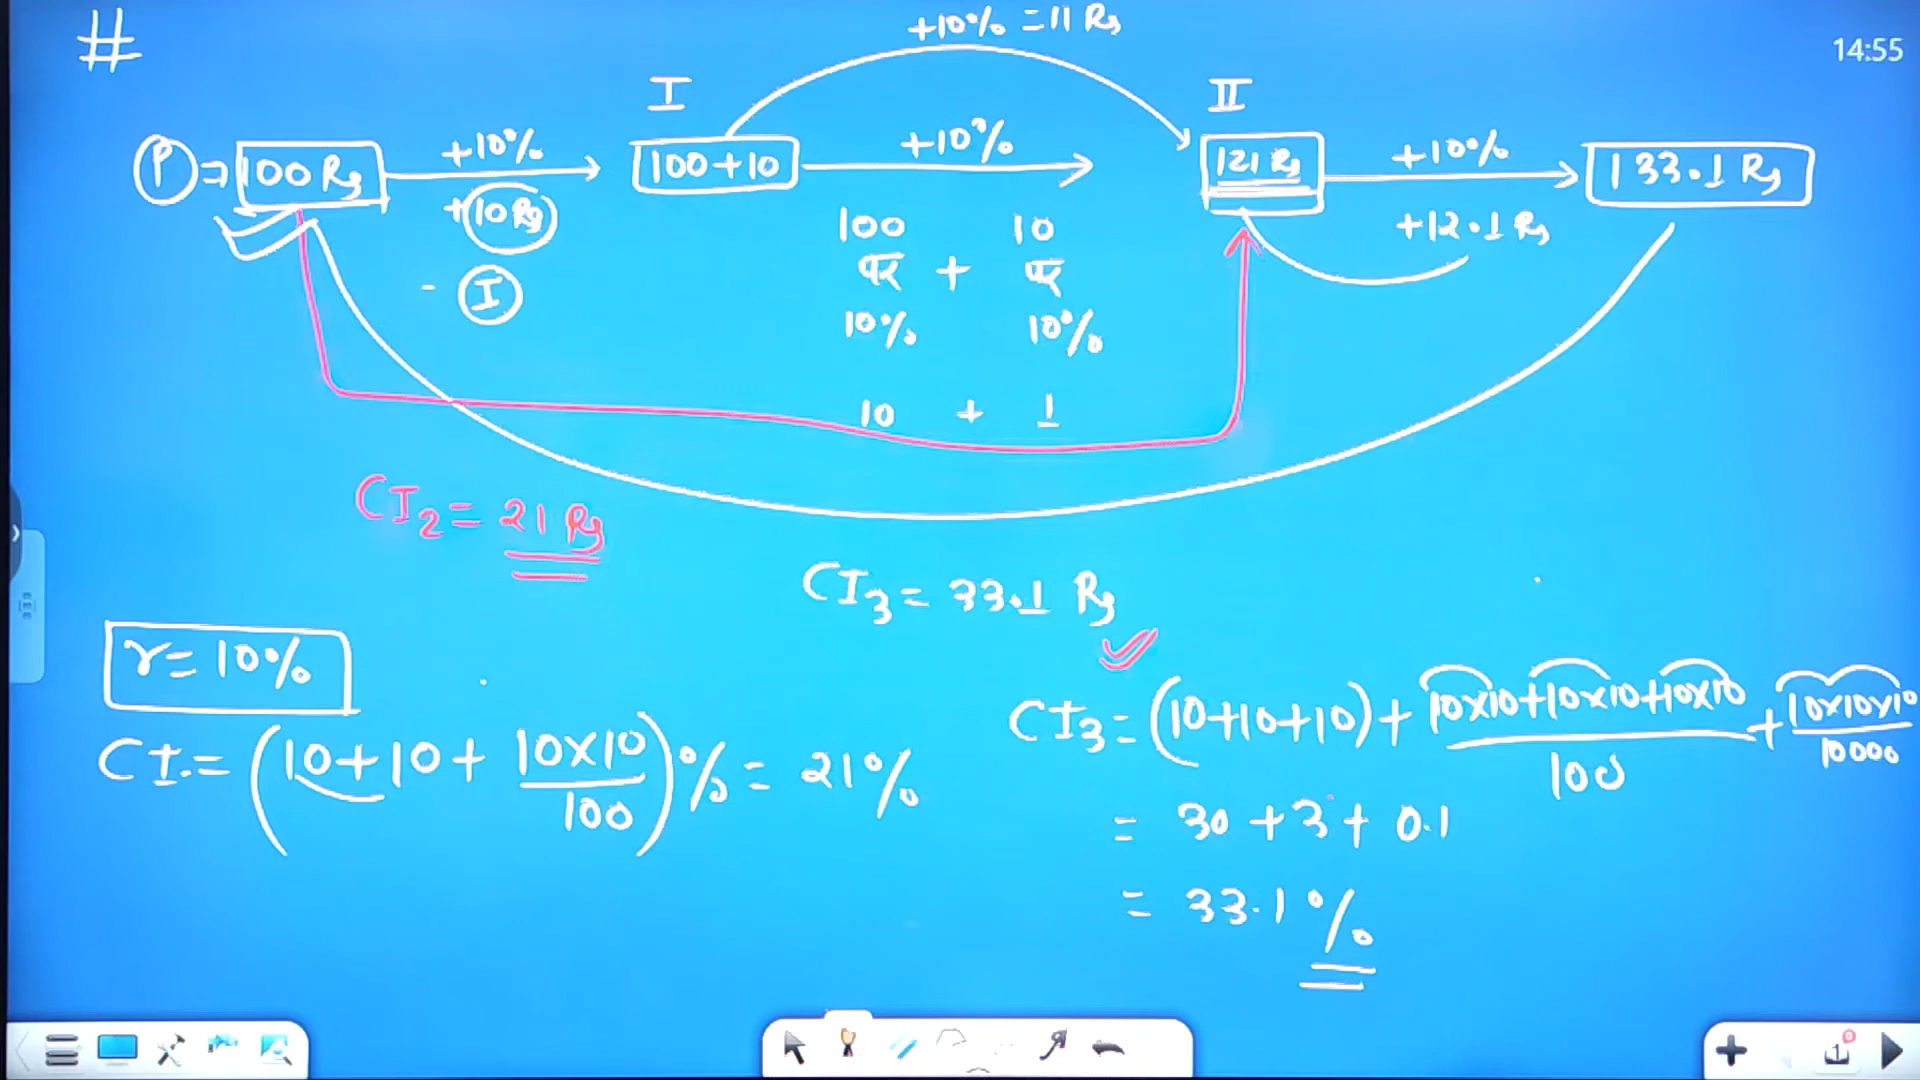 #
+10% = 11 Rs
14:55
I
II
P ⇒ 100 Rs
+10%
100+10
+10%
121 Rs
+10%
133.1 Rs
+10 Rs
+12.1 Rs
- I
100 10
पर + पर
10% 10%
10 + 1
CI2 = 21 Rs
CI3 = 33.1 Rs
r = 10%
CI = (10+10+ 10×10/100)% = 21%
CI3 = (10+10+10) + 10×10+10×10+10×10/100 + 10×10×10/10000
= 30 + 3 + 0.1
= 33.1%